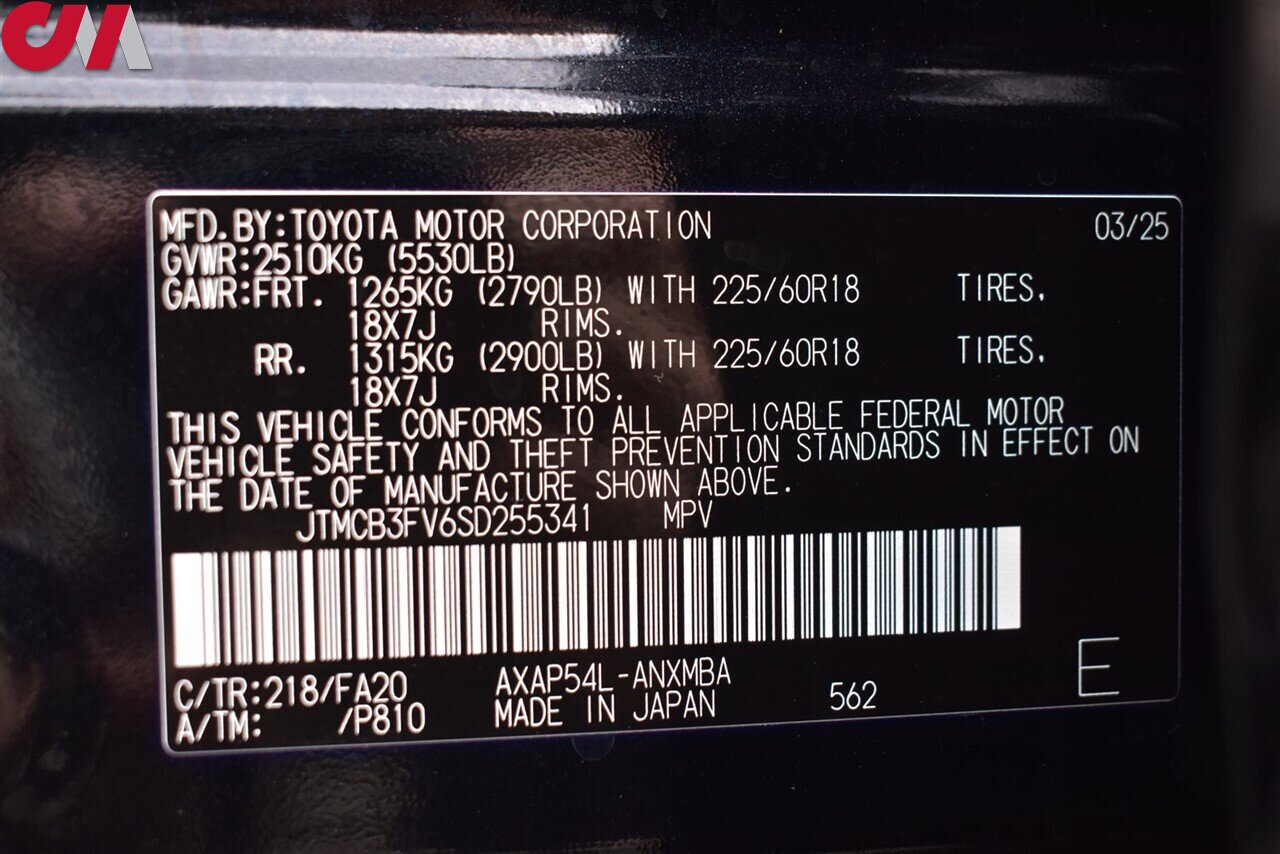 CMA
MFD.BY:TOYOTA MOTOR CORPORATION 03/25
GVWR:2510KG (5530LB)
GAWR:FRT. 1265KG (2790LB) WITH 225/60R18 TIRES.
18X7J RIMS.
RR. 1315KG (2900LB) WITH 225/60R18 TIRES.
18X7J RIMS.
THIS VEHICLE CONFORMS TO ALL APPLICABLE FEDERAL MOTOR
VEHICLE SAFETY AND THEFT PREVENTION STANDARDS IN EFFECT ON
THE DATE OF MANUFACTURE SHOWN ABOVE.
JTMCB3FV6SD255341 MPV
C/TR:218/FA20 AXAP54L-ANXMBA 562 E
A/TM: /P810 MADE IN JAPAN